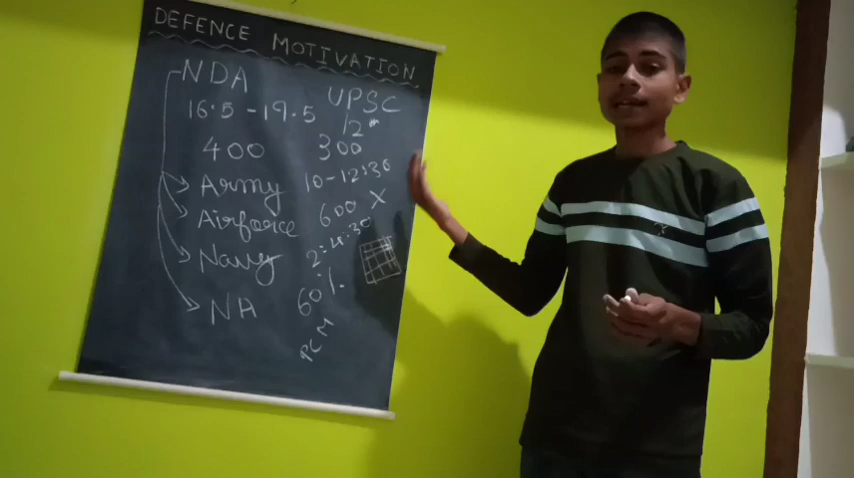 DEFENCE MOTIVATION
NDA
16.5 - 19.5
400
Army
Airforce
Navy
NA
UPSC
12th
300
10-12:30
600 X
2:4:30
60%.
PCM